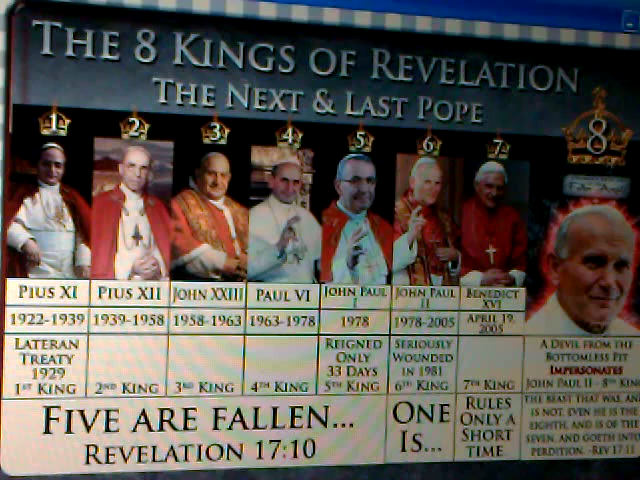 THE 8 KINGS OF REVELATION
THE NEXT & LAST POPE
1 2 3 4 5 6 7 8
PIUS XI PIUS XII JOHN XXIII PAUL VI JOHN PAUL I JOHN PAUL II BENEDICT XVI
1922-1939 1939-1958 1958-1963 1963-1978 1978 1978-2005 APRIL 19, 2005
LATERAN
TREATY
1929
1ST KING
2ND KING
3RD KING
4TH KING
REIGNED
ONLY
33 DAYS
5TH KING
SERIOUSLY
WOUNDED
IN 1981
6TH KING
7TH KING
A DEVIL FROM THE
BOTTOMLESS PIT
IMPERSONATES
JOHN PAUL II - 8TH KING
FIVE ARE FALLEN...
REVELATION 17:10
ONE
IS...
RULES
ONLY A
SHORT
TIME
THE BEAST THAT WAS, AND
IS NOT, EVEN HE IS THE
EIGHTH, AND IS OF THE
SEVEN, AND GOETH INTO
PERDITION. -REV 17:11